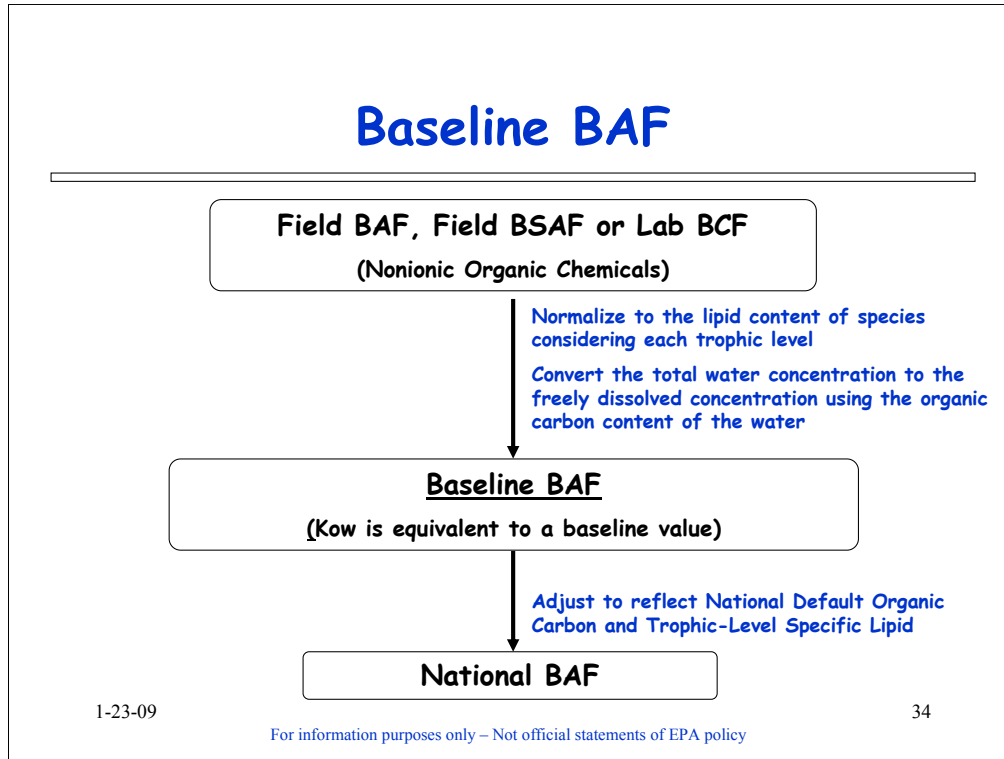 Baseline BAF
Field BAF, Field BSAF or Lab BCF
(Nonionic Organic Chemicals)
Normalize to the lipid content of species
considering each trophic level
Convert the total water concentration to the
freely dissolved concentration using the organic
carbon content of the water
Baseline BAF
(Kow is equivalent to a baseline value)
Adjust to reflect National Default Organic
Carbon and Trophic-Level Specific Lipid
National BAF
1-23-09
34
For information purposes only – Not official statements of EPA policy